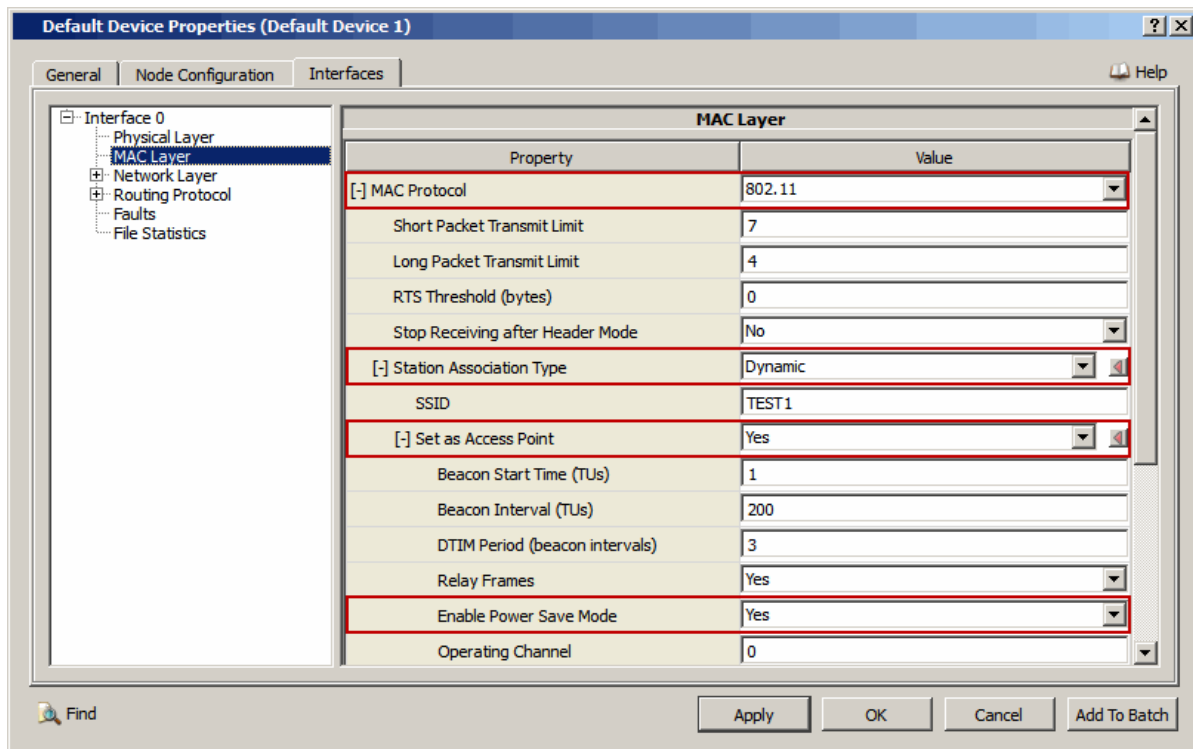 Default Device Properties (Default Device 1)
General Node Configuration Interfaces Help
Interface 0
Physical Layer
MAC Layer
Network Layer
Routing Protocol
Faults
File Statistics
MAC Layer
Property Value
[-] MAC Protocol 802.11
Short Packet Transmit Limit 7
Long Packet Transmit Limit 4
RTS Threshold (bytes) 0
Stop Receiving after Header Mode No
[-] Station Association Type Dynamic
SSID TEST1
[-] Set as Access Point Yes
Beacon Start Time (TUs) 1
Beacon Interval (TUs) 200
DTIM Period (beacon intervals) 3
Relay Frames Yes
Enable Power Save Mode Yes
Operating Channel 0
Find Apply OK Cancel Add To Batch